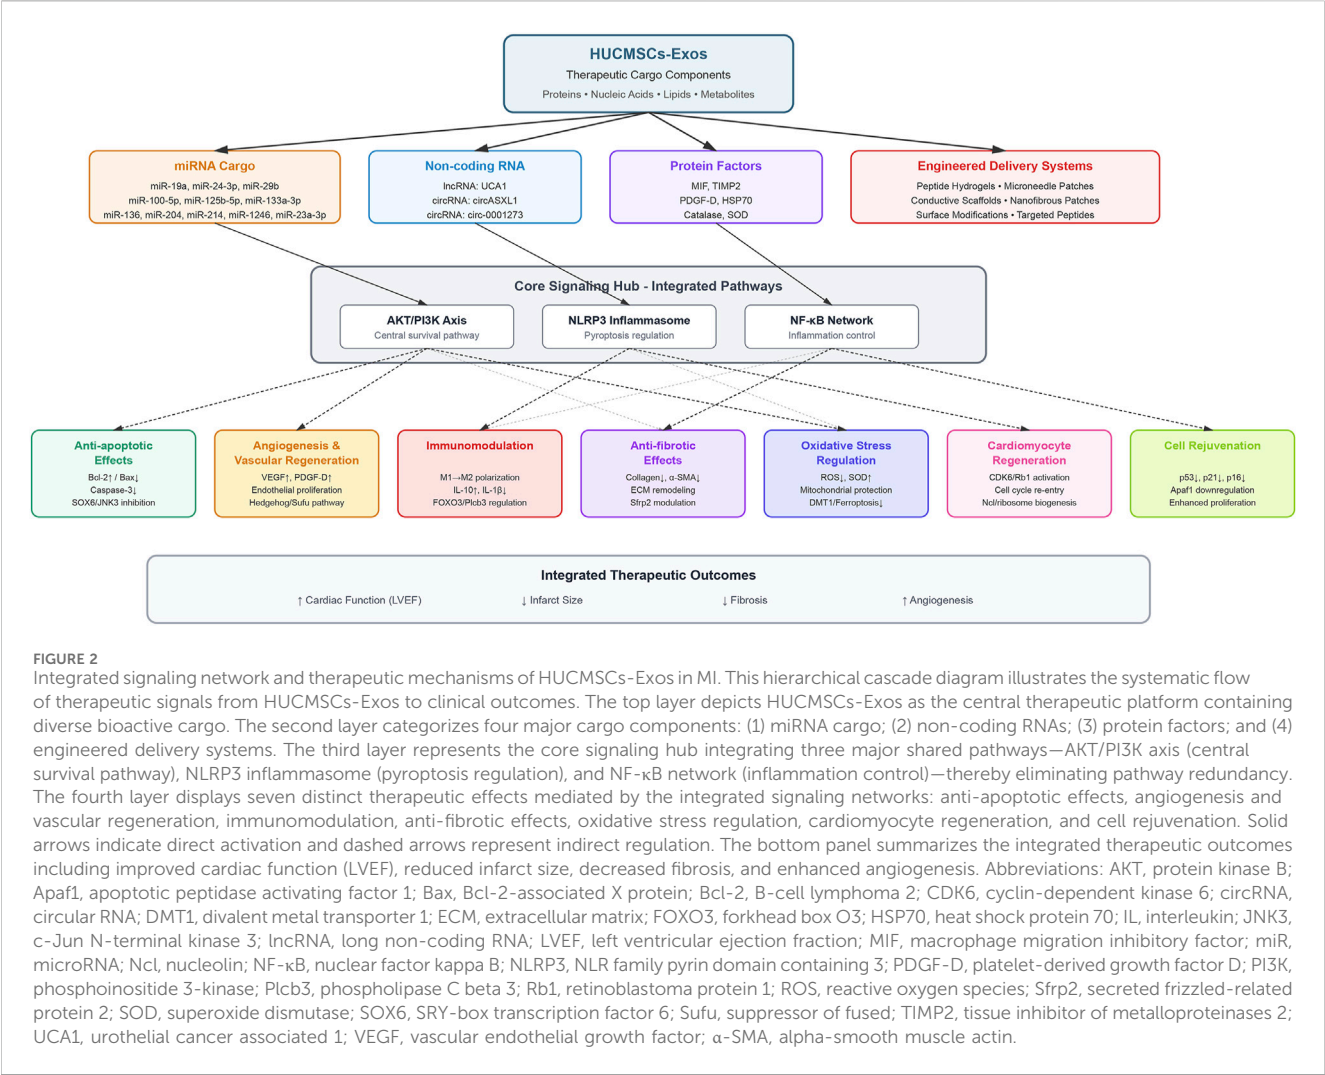 HUCMSCs-Exos
Therapeutic Cargo Components
Proteins • Nucleic Acids • Lipids • Metabolites
miRNA Cargo
miR-19a, miR-24-3p, miR-29b
miR-100-5p, miR-125b-5p, miR-133a-3p
miR-136, miR-204, miR-214, miR-1246, miR-23a-3p
Non-coding RNA
lncRNA: UCA1
circRNA: circASXL1
circRNA: circ-0001273
Protein Factors
MIF, TIMP2
PDGF-D, HSP70
Catalase, SOD
Engineered Delivery Systems
Peptide Hydrogels • Microneedle Patches
Conductive Scaffolds • Nanofibrous Patches
Surface Modifications • Targeted Peptides
Core Signaling Hub - Integrated Pathways
AKT/PI3K Axis
Central survival pathway
NLRP3 Inflammasome
Pyroptosis regulation
NF-κB Network
Inflammation control
Anti-apoptotic
Effects
Bcl-2↑ / Bax↓
Caspase-3↓
SOX6/JNK3 inhibition
Angiogenesis &
Vascular Regeneration
VEGF↑, PDGF-D↑
Endothelial proliferation
Hedgehog/Sufu pathway
Immunomodulation
M1→M2 polarization
IL-10↑, IL-1β↓
FOXO3/Plcb3 regulation
Anti-fibrotic
Effects
Collagen↓, α-SMA↓
ECM remodeling
Sfrp2 modulation
Oxidative Stress
Regulation
ROS↓, SOD↑
Mitochondrial protection
DMT1/Ferroptosis↓
Cardiomyocyte
Regeneration
CDK6/Rb1 activation
Cell cycle re-entry
Ncl/ribosome biogenesis
Cell Rejuvenation
p53↓, p21↓, p16↓
Apaf1 downregulation
Enhanced proliferation
Integrated Therapeutic Outcomes
↑ Cardiac Function (LVEF)
↓ Infarct Size
↓ Fibrosis
↑ Angiogenesis
FIGURE 2
Integrated signaling network and therapeutic mechanisms of HUCMSCs-Exos in MI. This hierarchical cascade diagram illustrates the systematic flow
of therapeutic signals from HUCMSCs-Exos to clinical outcomes. The top layer depicts HUCMSCs-Exos as the central therapeutic platform containing
diverse bioactive cargo. The second layer categorizes four major cargo components: (1) miRNA cargo; (2) non-coding RNAs; (3) protein factors; and (4)
engineered delivery systems. The third layer represents the core signaling hub integrating three major shared pathways—AKT/PI3K axis (central
survival pathway), NLRP3 inflammasome (pyroptosis regulation), and NF-κB network (inflammation control)—thereby eliminating pathway redundancy.
The fourth layer displays seven distinct therapeutic effects mediated by the integrated signaling networks: anti-apoptotic effects, angiogenesis and
vascular regeneration, immunomodulation, anti-fibrotic effects, oxidative stress regulation, cardiomyocyte regeneration, and cell rejuvenation. Solid
arrows indicate direct activation and dashed arrows represent indirect regulation. The bottom panel summarizes the integrated therapeutic outcomes
including improved cardiac function (LVEF), reduced infarct size, decreased fibrosis, and enhanced angiogenesis. Abbreviations: AKT, protein kinase B;
Apaf1, apoptotic peptidase activating factor 1; Bax, Bcl-2-associated X protein; Bcl-2, B-cell lymphoma 2; CDK6, cyclin-dependent kinase 6; circRNA,
circular RNA; DMT1, divalent metal transporter 1; ECM, extracellular matrix; FOXO3, forkhead box O3; HSP70, heat shock protein 70; IL, interleukin; JNK3,
c-Jun N-terminal kinase 3; lncRNA, long non-coding RNA; LVEF, left ventricular ejection fraction; MIF, macrophage migration inhibitory factor; miR,
microRNA; Ncl, nucleolin; NF-κB, nuclear factor kappa B; NLRP3, NLR family pyrin domain containing 3; PDGF-D, platelet-derived growth factor D; PI3K,
phosphoinositide 3-kinase; Plcb3, phospholipase C beta 3; Rb1, retinoblastoma protein 1; ROS, reactive oxygen species; Sfrp2, secreted frizzled-related
protein 2; SOD, superoxide dismutase; SOX6, SRY-box transcription factor 6; Sufu, suppressor of fused; TIMP2, tissue inhibitor of metalloproteinases 2;
UCA1, urothelial cancer associated 1; VEGF, vascular endothelial growth factor; α-SMA, alpha-smooth muscle actin.